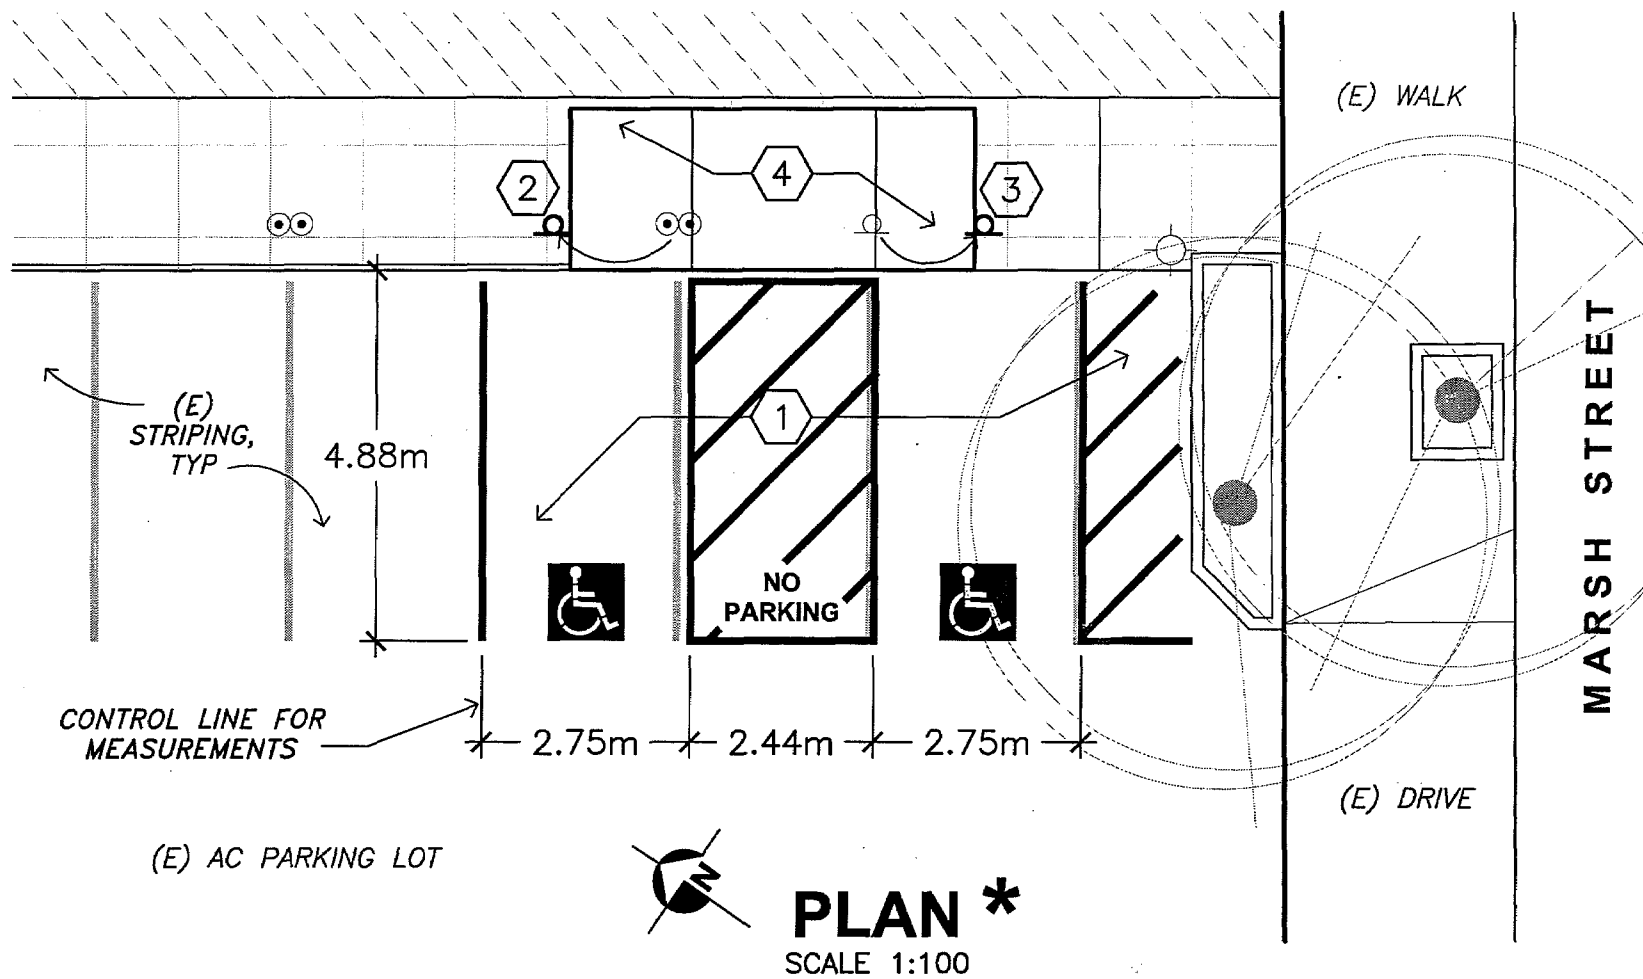 (E) WALK
2
4
3
(E)
STRIPING,
TYP
4.88m
1
MARSH STREET
NO
PARKING
CONTROL LINE FOR
MEASUREMENTS
2.75m
2.44m
2.75m
(E) DRIVE
(E) AC PARKING LOT
N
PLAN *
SCALE 1:100